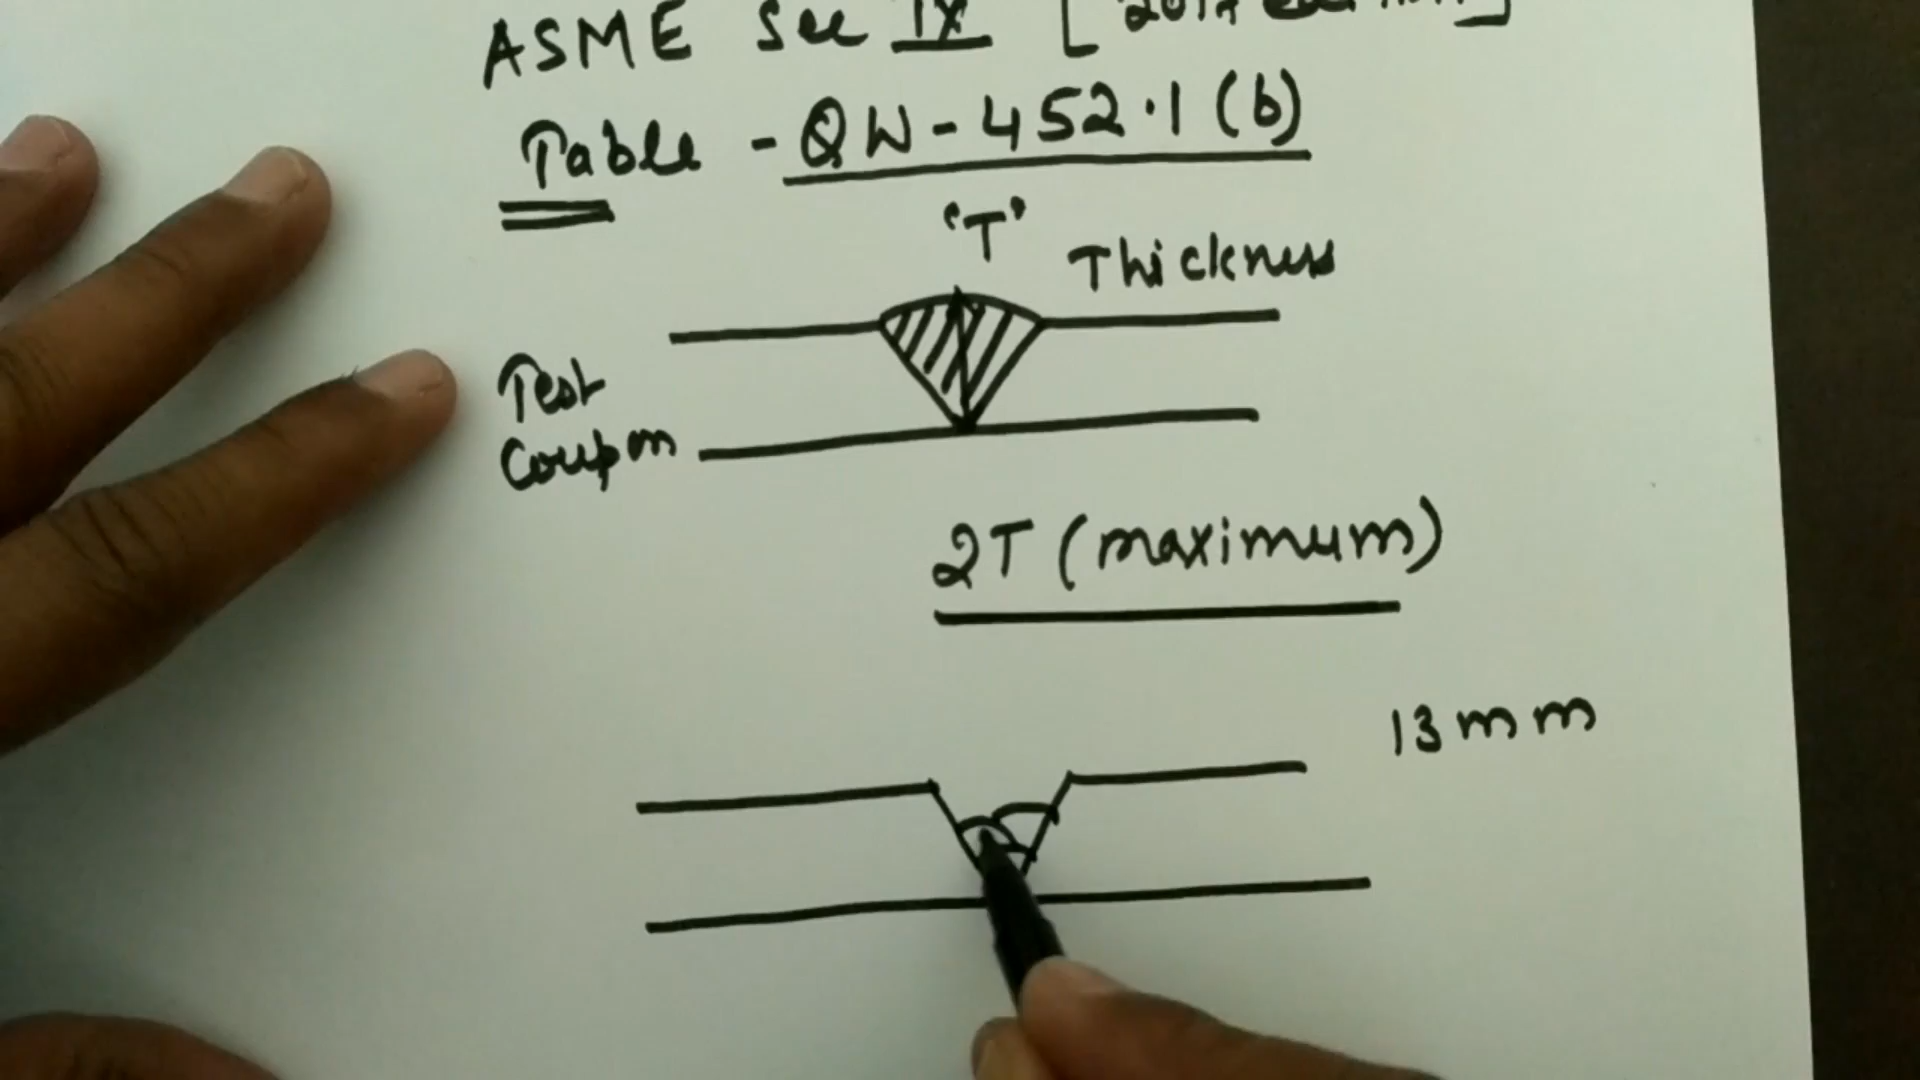 ASME Sec IX [
Table - QW-452.1 (b)
'T'
Thickness
Test
Coupon
2T (maximum)
13mm